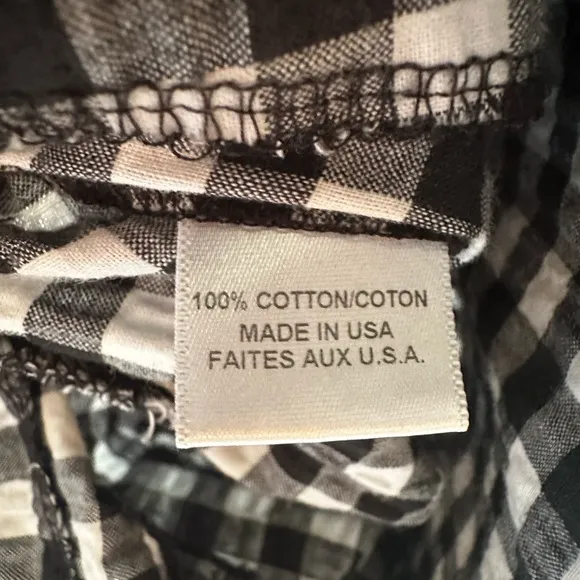 100% COTTON/COTON
MADE IN USA
FAITES AUX U.S.A.